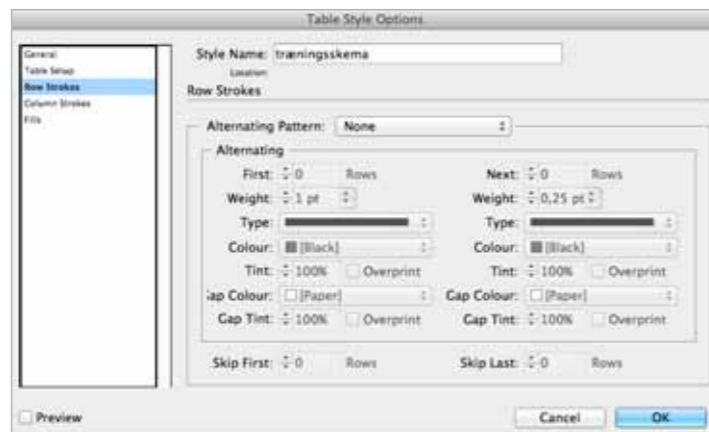 Table Style Options
General
Table Setup
Row Strokes
Column Strokes
Fills
Style Name: træningsskema
Location:
Row Strokes
Alternating Pattern: None
Alternating
First: 0 Rows Next: 0 Rows
Weight: 1 pt Weight: 0,25 pt
Type: Type:
Colour: [Black] Colour: [Black]
Tint: 100% Overprint Tint: 100% Overprint
ap Colour: [Paper] Gap Colour: [Paper]
Gap Tint: 100% Overprint Gap Tint: 100% Overprint
Skip First: 0 Rows Skip Last: 0 Rows
Preview Cancel OK